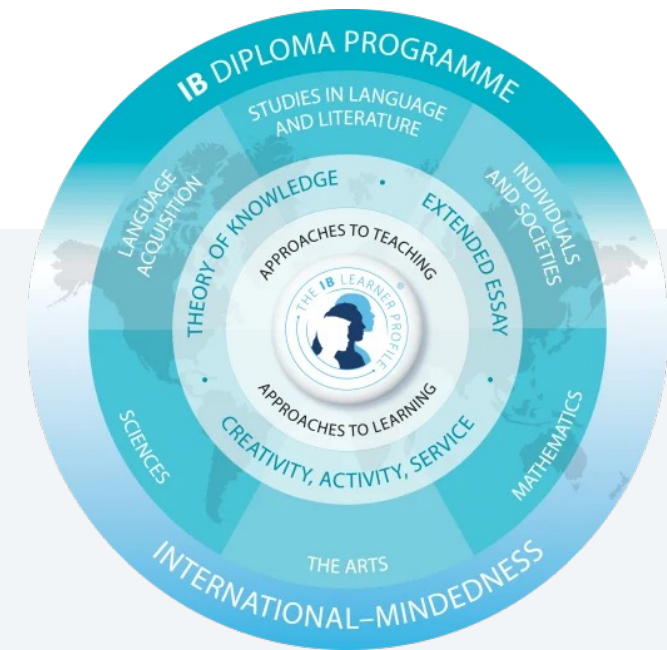 IB DIPLOMA PROGRAMME
STUDIES IN LANGUAGE
AND LITERATURE
LANGUAGE
ACQUISITION
INDIVIDUALS
AND SOCIETIES
THEORY OF KNOWLEDGE
•
EXTENDED ESSAY
•
APPROACHES TO TEACHING
• THE IB LEARNER PROFILE •
®
APPROACHES TO LEARNING
•
CREATIVITY, ACTIVITY, SERVICE
SCIENCES
MATHEMATICS
THE ARTS
INTERNATIONAL–MINDEDNESS